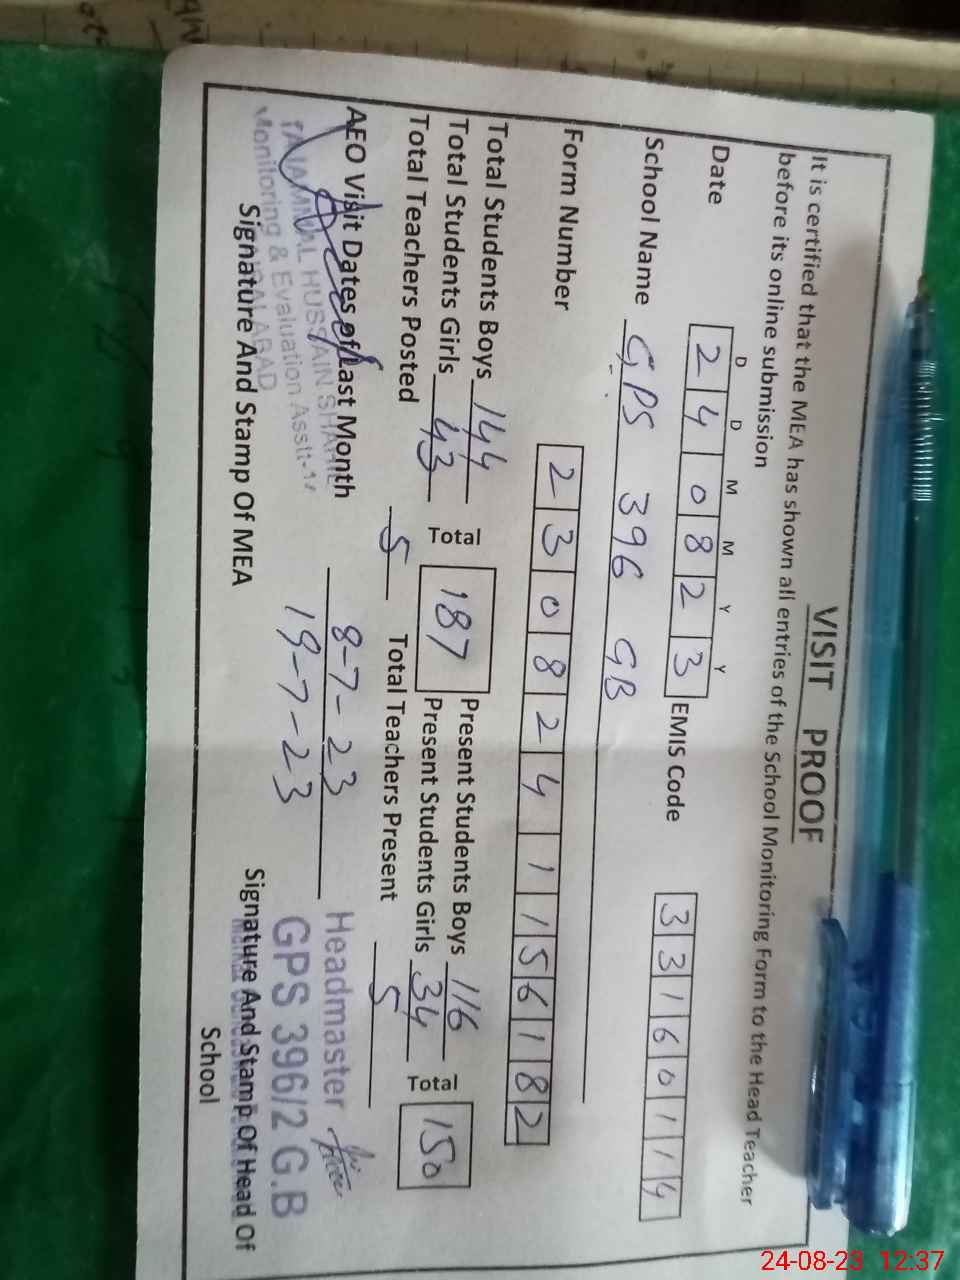 VISIT PROOF
It is certified that the MEA has shown all entries of the School Monitoring Form to the Head Teacher
before its online submission
D D M M Y Y
Date 2 4 0 8 2 3 EMIS Code 3 3 1 6 0 1 1 4
School Name GPS 396 GB
Form Number 2 3 0 8 2 4 1 1 5 6 1 8 2
Total Students Boys 144 Total 187 Present Students Boys 116 Total 150
Total Students Girls 43 Present Students Girls 34
Total Teachers Posted 5 Total Teachers Present 5
AEO Visit Dates of Last Month 8-7-23
19-7-23
TAJAMMAL HUSSAIN SHAHID
Monitoring & Evaluation Asstt-14
Headmaster
GPS 396/2 G.B
Signature And Stamp Of MEA
Signature And Stamp Of Head Of
School
24-08-23 12:37